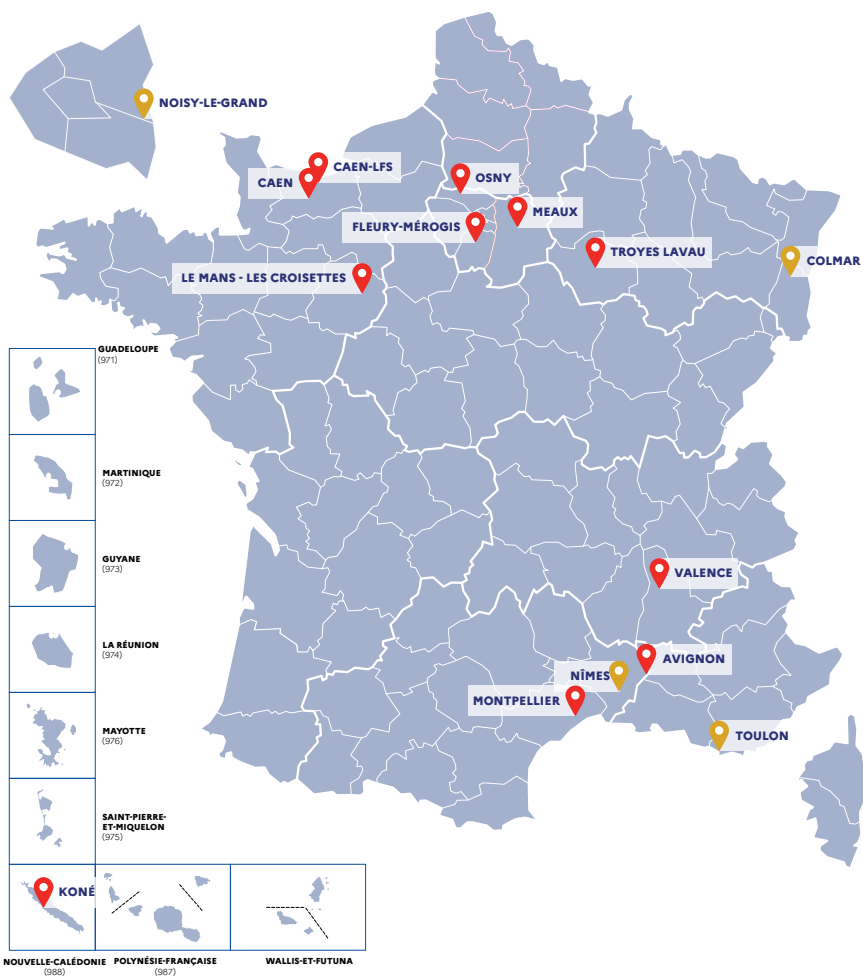 NOISY-LE-GRAND
CAEN-LFS
CAEN
OSNY
MEAUX
FLEURY-MÉROGIS
TROYES LAVAU
COLMAR
LE MANS - LES CROISETTES
GUADELOUPE
(971)
MARTINIQUE
(972)
GUYANE
(973)
VALENCE
LA RÉUNION
(974)
AVIGNON
NÎMES
MONTPELLIER
MAYOTTE
(976)
TOULON
SAINT-PIERRE-
ET-MIQUELON
(975)
KONÉ
NOUVELLE-CALÉDONIE
(988)
POLYNÉSIE-FRANÇAISE
(987)
WALLIS-ET-FUTUNA